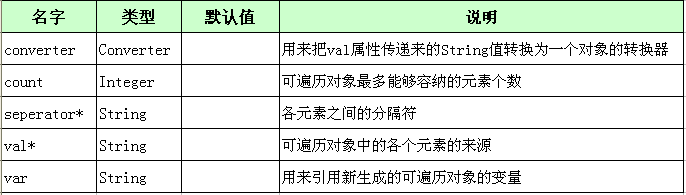 名字 类型 默认值 说明
converter Converter 用来把val属性传递来的String值转换为一个对象的转换器
count Integer 可遍历对象最多能够容纳的元素个数
seperator* String 各元素之间的分隔符
val* String 可遍历对象中的各个元素的来源
var String 用来引用新生成的可遍历对象的变量